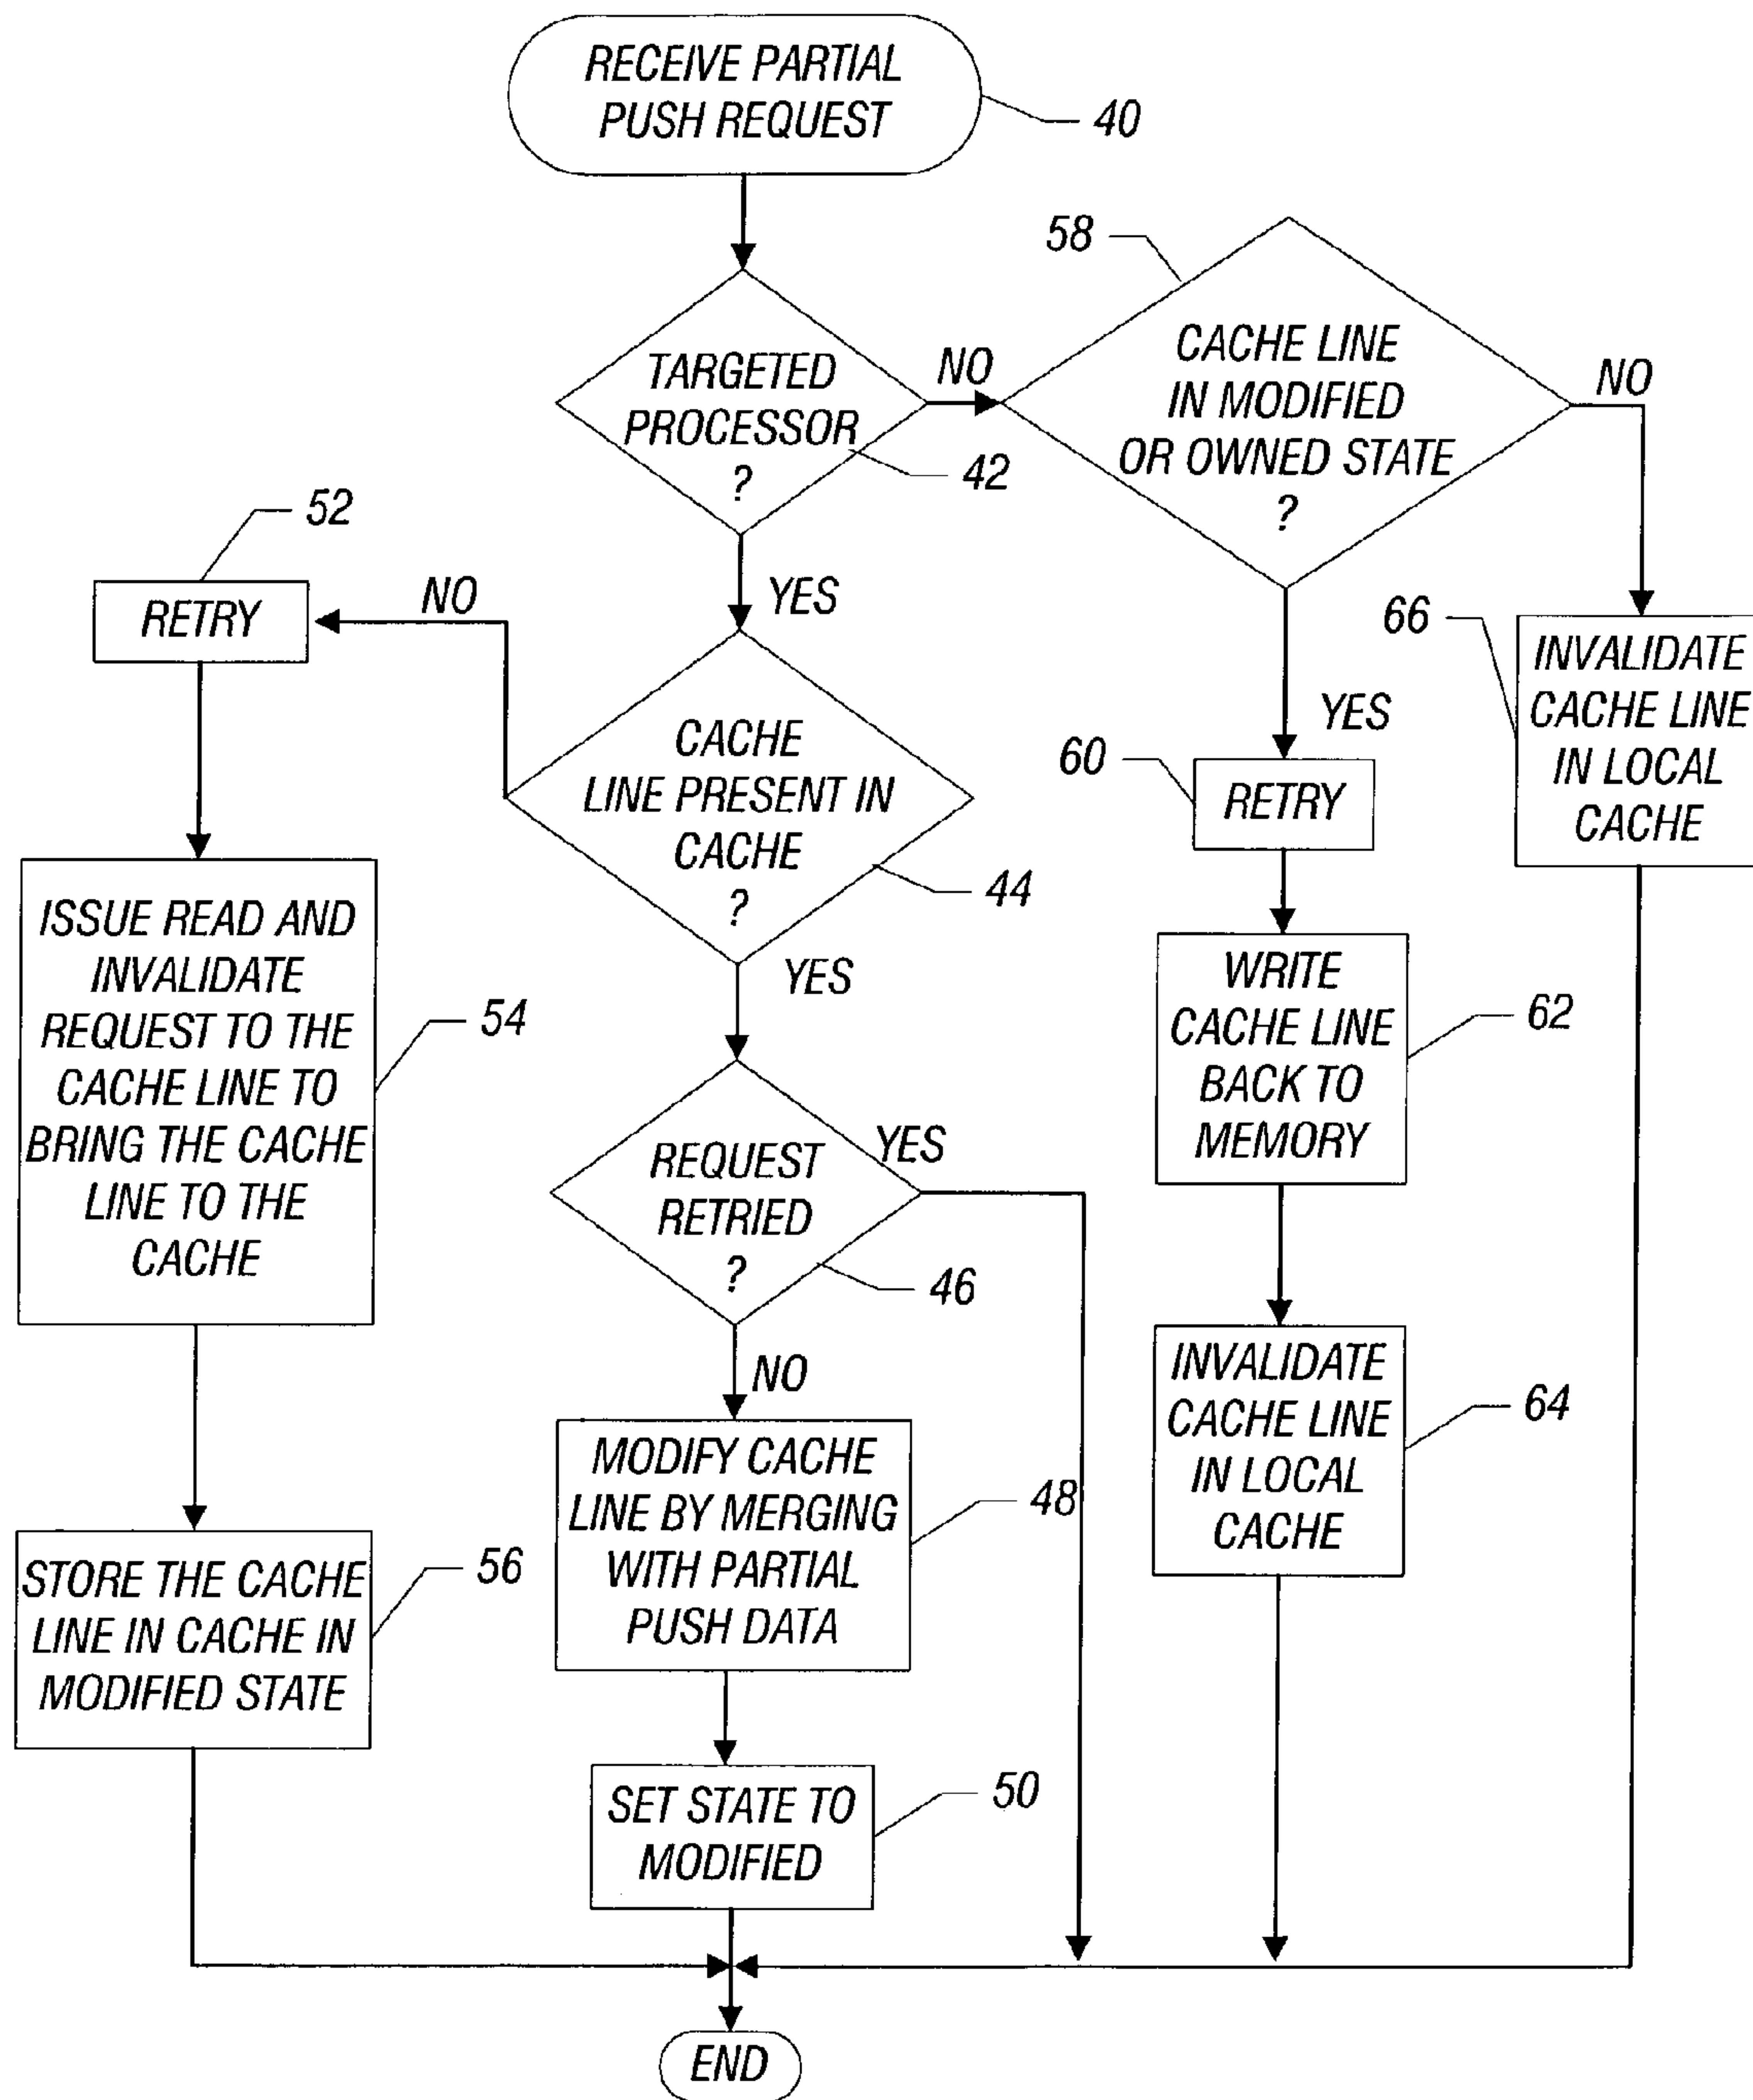 RECEIVE PARTIAL
PUSH REQUEST
40
TARGETED
PROCESSOR
?
42
NO
YES
58
CACHE LINE
IN MODIFIED
OR OWNED STATE
?
NO
YES
52
RETRY
NO
CACHE
LINE PRESENT IN
CACHE
?
44
YES
60
RETRY
66
INVALIDATE
CACHE LINE
IN LOCAL
CACHE
ISSUE READ AND
INVALIDATE
REQUEST TO THE
CACHE LINE TO
BRING THE CACHE
LINE TO THE
CACHE
54
REQUEST
RETRIED
?
46
YES
NO
WRITE
CACHE LINE
BACK TO
MEMORY
62
INVALIDATE
CACHE LINE
IN LOCAL
CACHE
64
MODIFY CACHE
LINE BY MERGING
WITH PARTIAL
PUSH DATA
48
STORE THE CACHE
LINE IN CACHE IN
MODIFIED STATE
56
SET STATE TO
MODIFIED
50
END